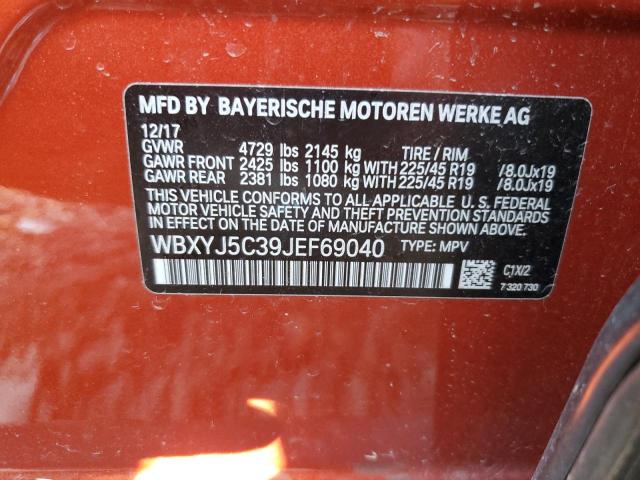 MFD BY BAYERISCHE MOTOREN WERKE AG
12/17
GVWR 4729 lbs 2145 kg TIRE / RIM
GAWR FRONT 2425 lbs 1100 kg WITH 225/45 R19 /8.0Jx19
GAWR REAR 2381 lbs 1080 kg WITH 225/45 R19 /8.0Jx19
THIS VEHICLE CONFORMS TO ALL APPLICABLE U. S. FEDERAL
MOTOR VEHICLE SAFETY, BUMPER, AND
THEFT PREVENTION STANDARDS
IN EFFECT ON THE DATE OF MANUFACTURE SHOWN ABOVE.
WBXYJ5C39JEF69040 TYPE: MPV
C1X/2
7 320 730